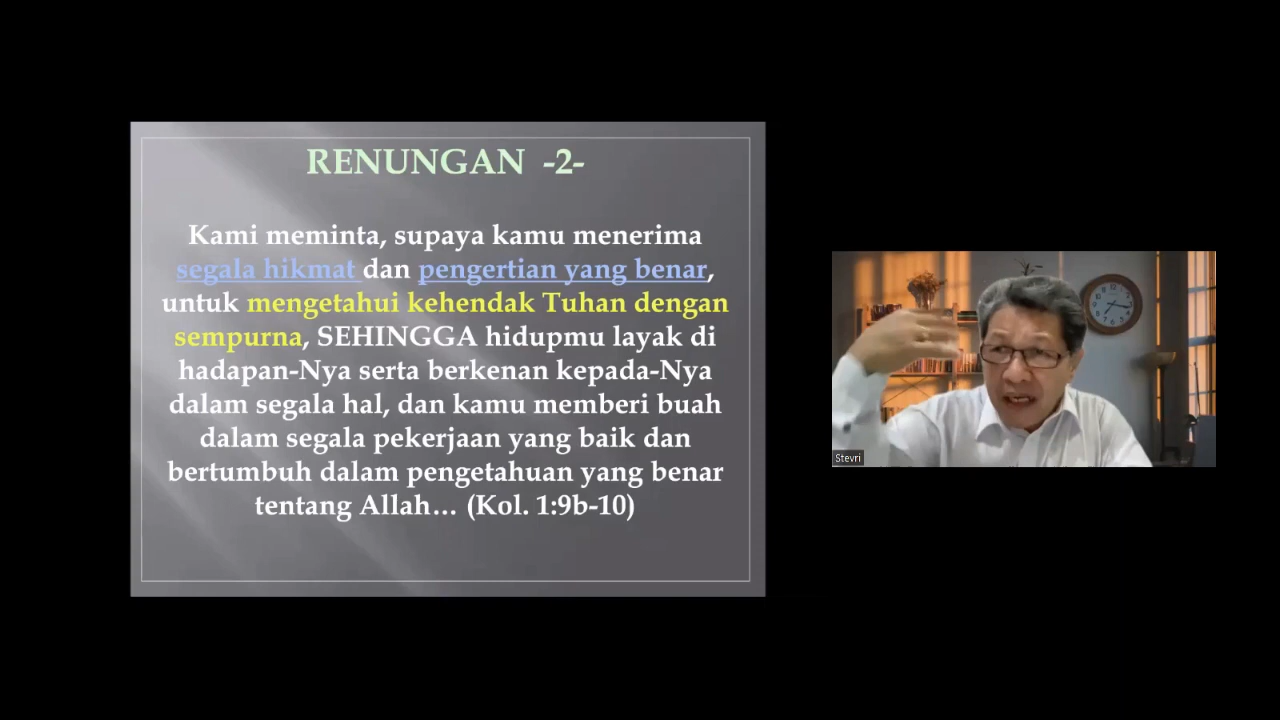 RENUNGAN -2-
Kami meminta, supaya kamu menerima
segala hikmat dan pengertian yang benar,
untuk mengetahui kehendak Tuhan dengan
sempurna, SEHINGGA hidupmu layak di
hadapan-Nya serta berkenan kepada-Nya
dalam segala hal, dan kamu memberi buah
dalam segala pekerjaan yang baik dan
bertumbuh dalam pengetahuan yang benar
tentang Allah... (Kol. 1:9b-10)
Stevri